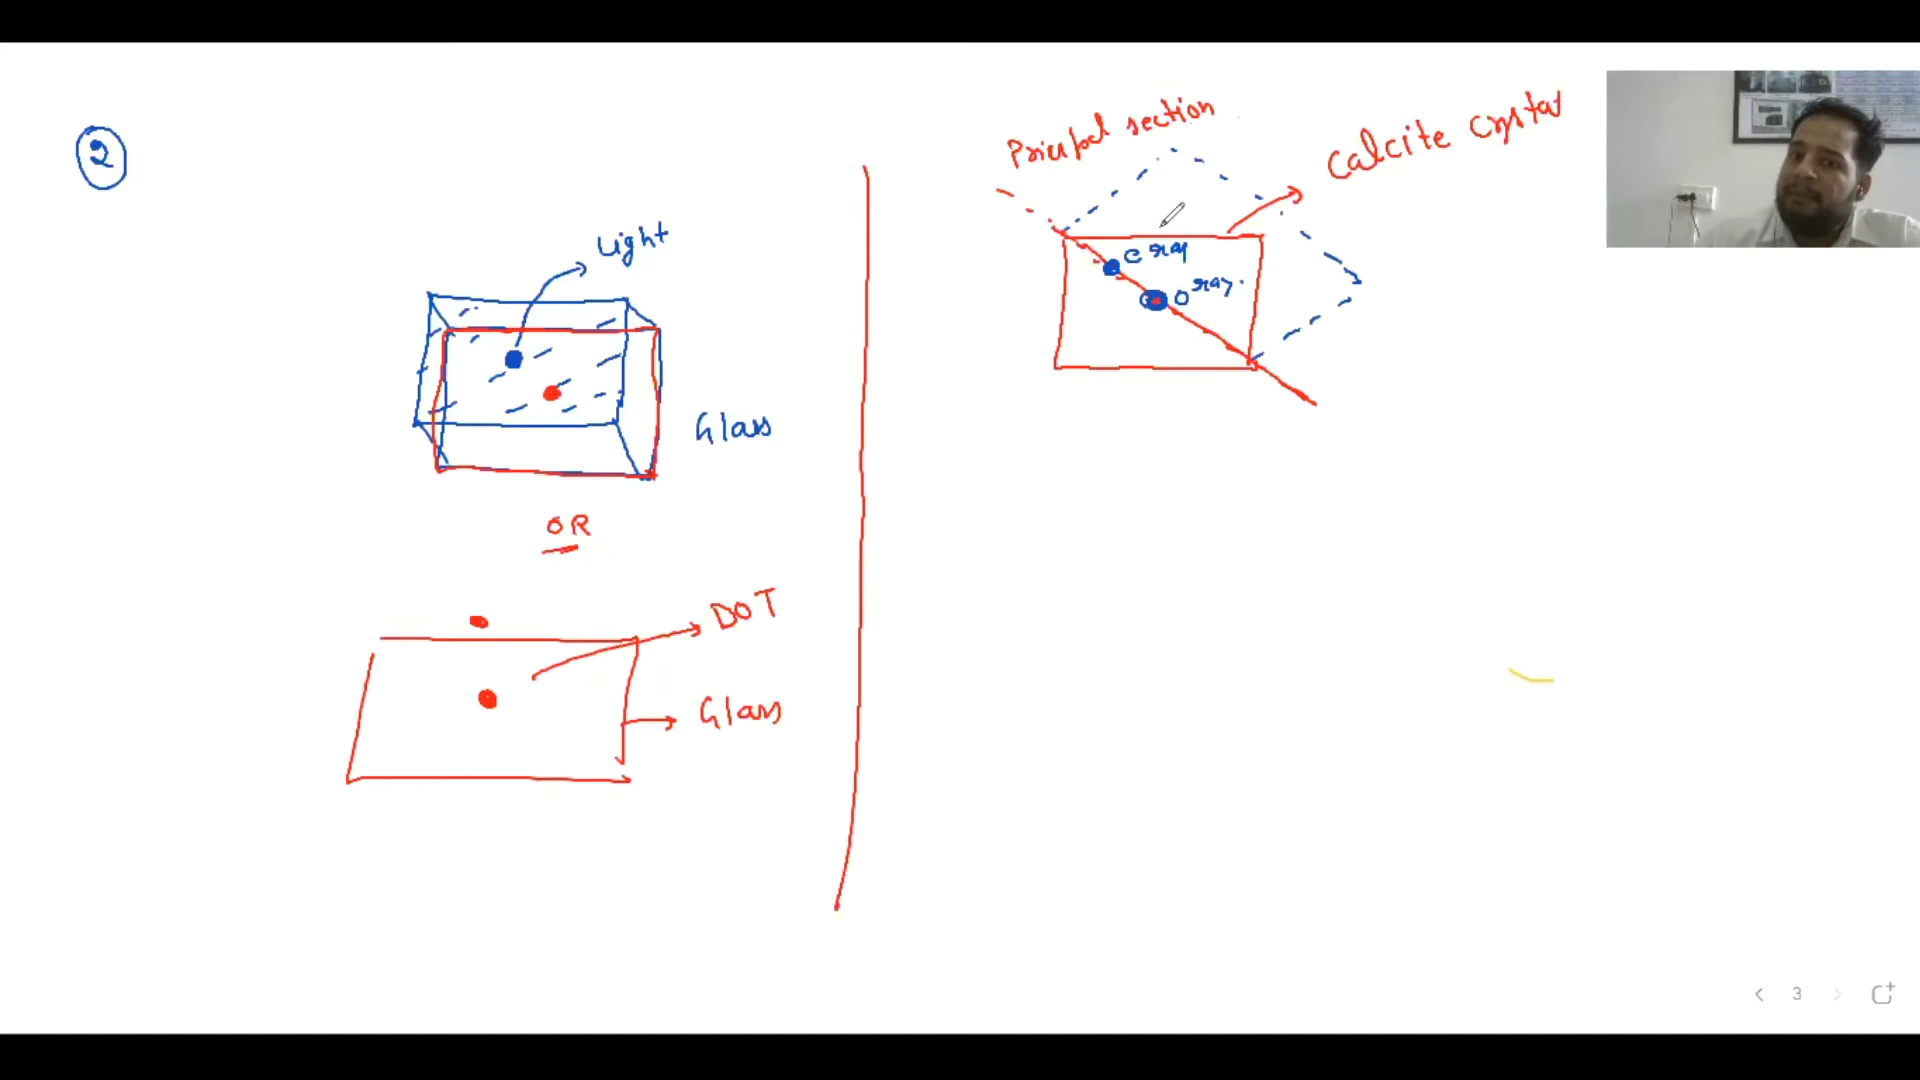 2
Light
Glass
OR
DOT
Glass
Principal section
Calcite crystal
e ray
O ray.
3